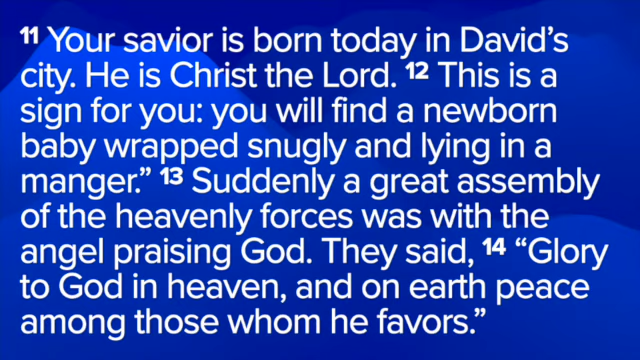 11 Your savior is born today in David’s
city. He is Christ the Lord. 12 This is a
sign for you: you will find a newborn
baby wrapped snugly and lying in a
manger.” 13 Suddenly a great assembly
of the heavenly forces was with the
angel praising God. They said, 14 “Glory
to God in heaven, and on earth peace
among those whom he favors.”